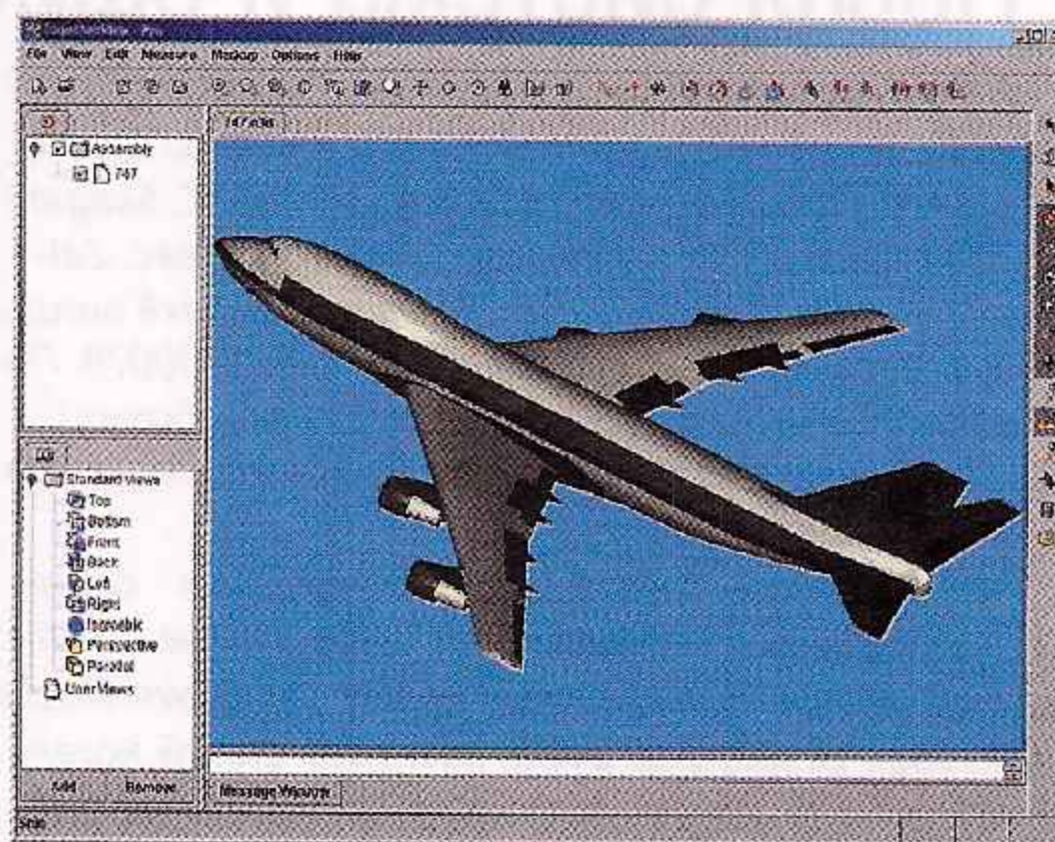 File View Edit Measure Markup Options Help
Assembly
747
Standard Views
Top
Bottom
Front
Back
Left
Right
Isometric
Perspective
Parallel
User Views
Add Remove
Message Window